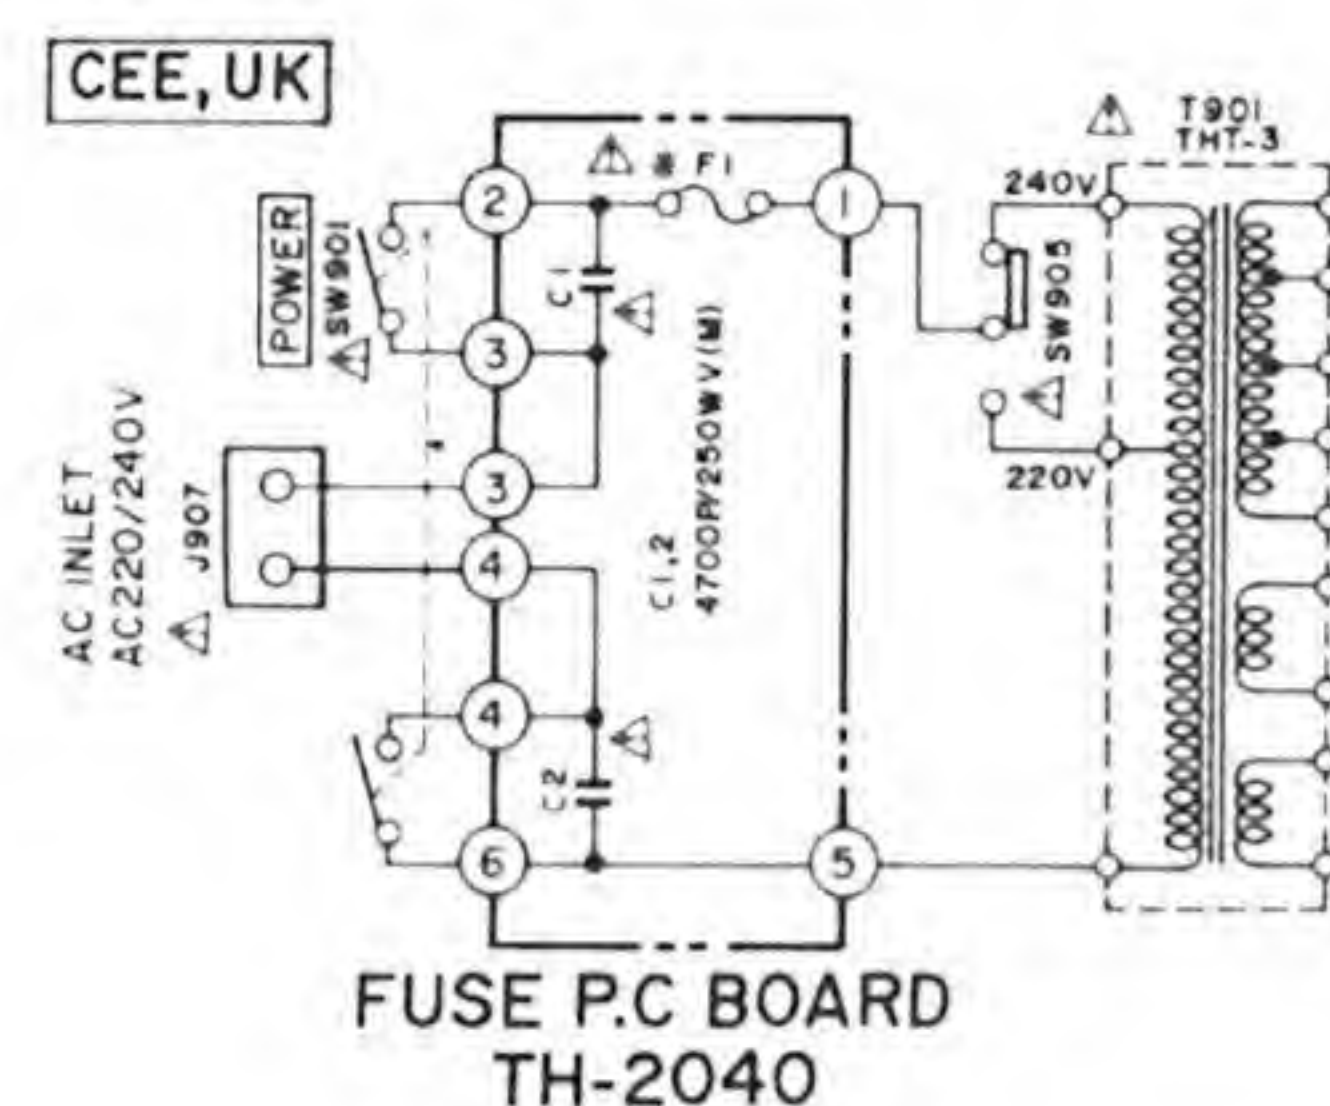 CEE, UK
T901
THT-3
※ F1
2
1
240V
POWER
SW901
C1
SW905
3
4700P/250WV(M)
C1,2
AC INLET
AC220/240V
J907
3
220V
4
4
C2
6
5
FUSE P.C BOARD
TH-2040